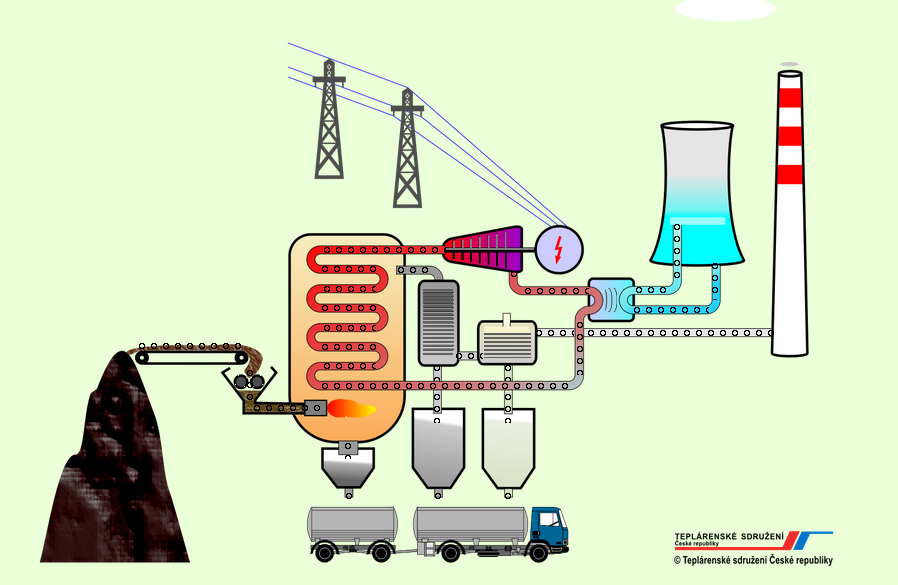 TEPLÁRENSKÉ SDRUŽENÍ
České republiky
© Teplárenské sdružení České republiky